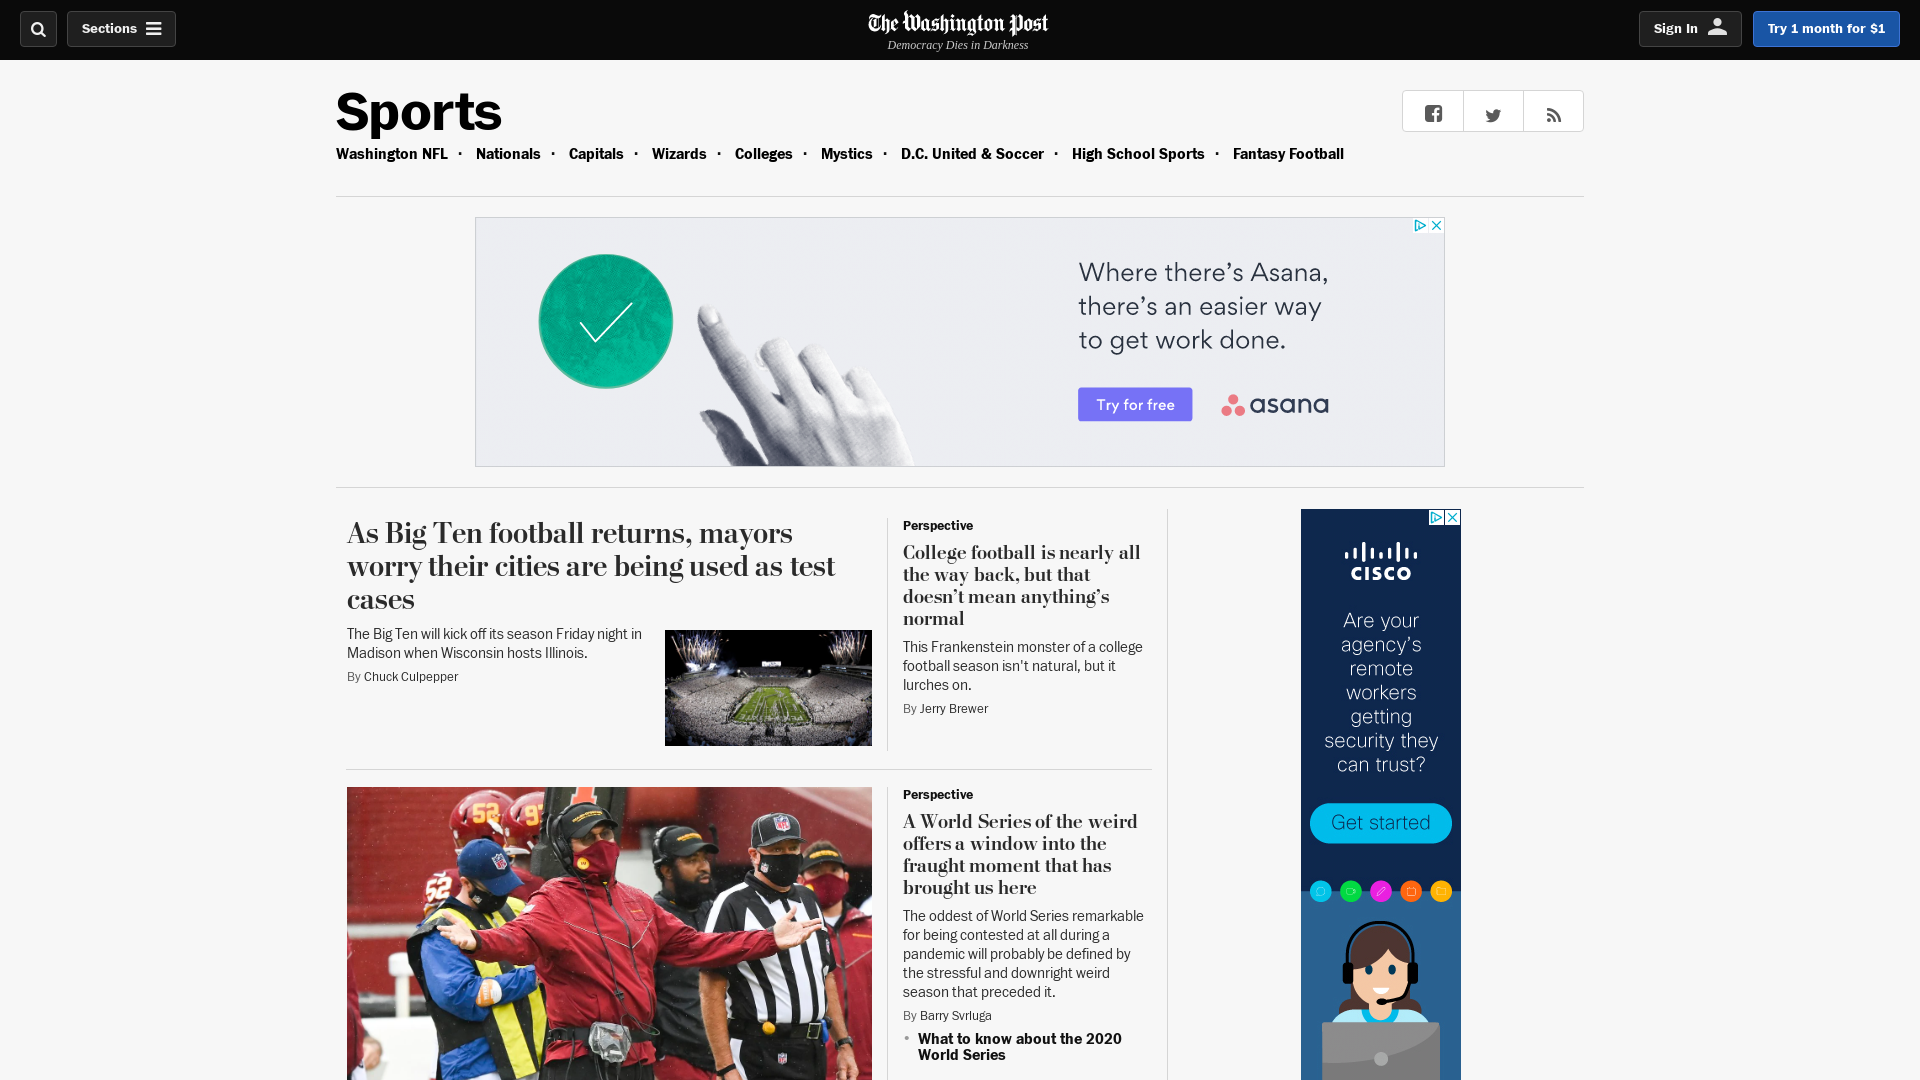 Sections
The Washington Post
Democracy Dies in Darkness
Sign In
Try 1 month for $1
Sports
Washington NFL · Nationals · Capitals · Wizards · Colleges · Mystics · D.C. United & Soccer · High School Sports · Fantasy Football
Where there's Asana,
there's an easier way
to get work done.
Try for free
asana
As Big Ten football returns, mayors
worry their cities are being used as test
cases
The Big Ten will kick off its season Friday night in
Madison when Wisconsin hosts Illinois.
By Chuck Culpepper
Perspective
College football is nearly all
the way back, but that
doesn’t mean anything’s
normal
This Frankenstein monster of a college
football season isn't natural, but it
lurches on.
By Jerry Brewer
52
52
NFL
Perspective
A World Series of the weird
offers a window into the
fraught moment that has
brought us here
The oddest of World Series remarkable
for being contested at all during a
pandemic will probably be defined by
the stressful and downright weird
season that preceded it.
By Barry Svrluga
• What to know about the 2020
World Series
CISCO
Are your
agency’s
remote
workers
getting
security they
can trust?
Get started